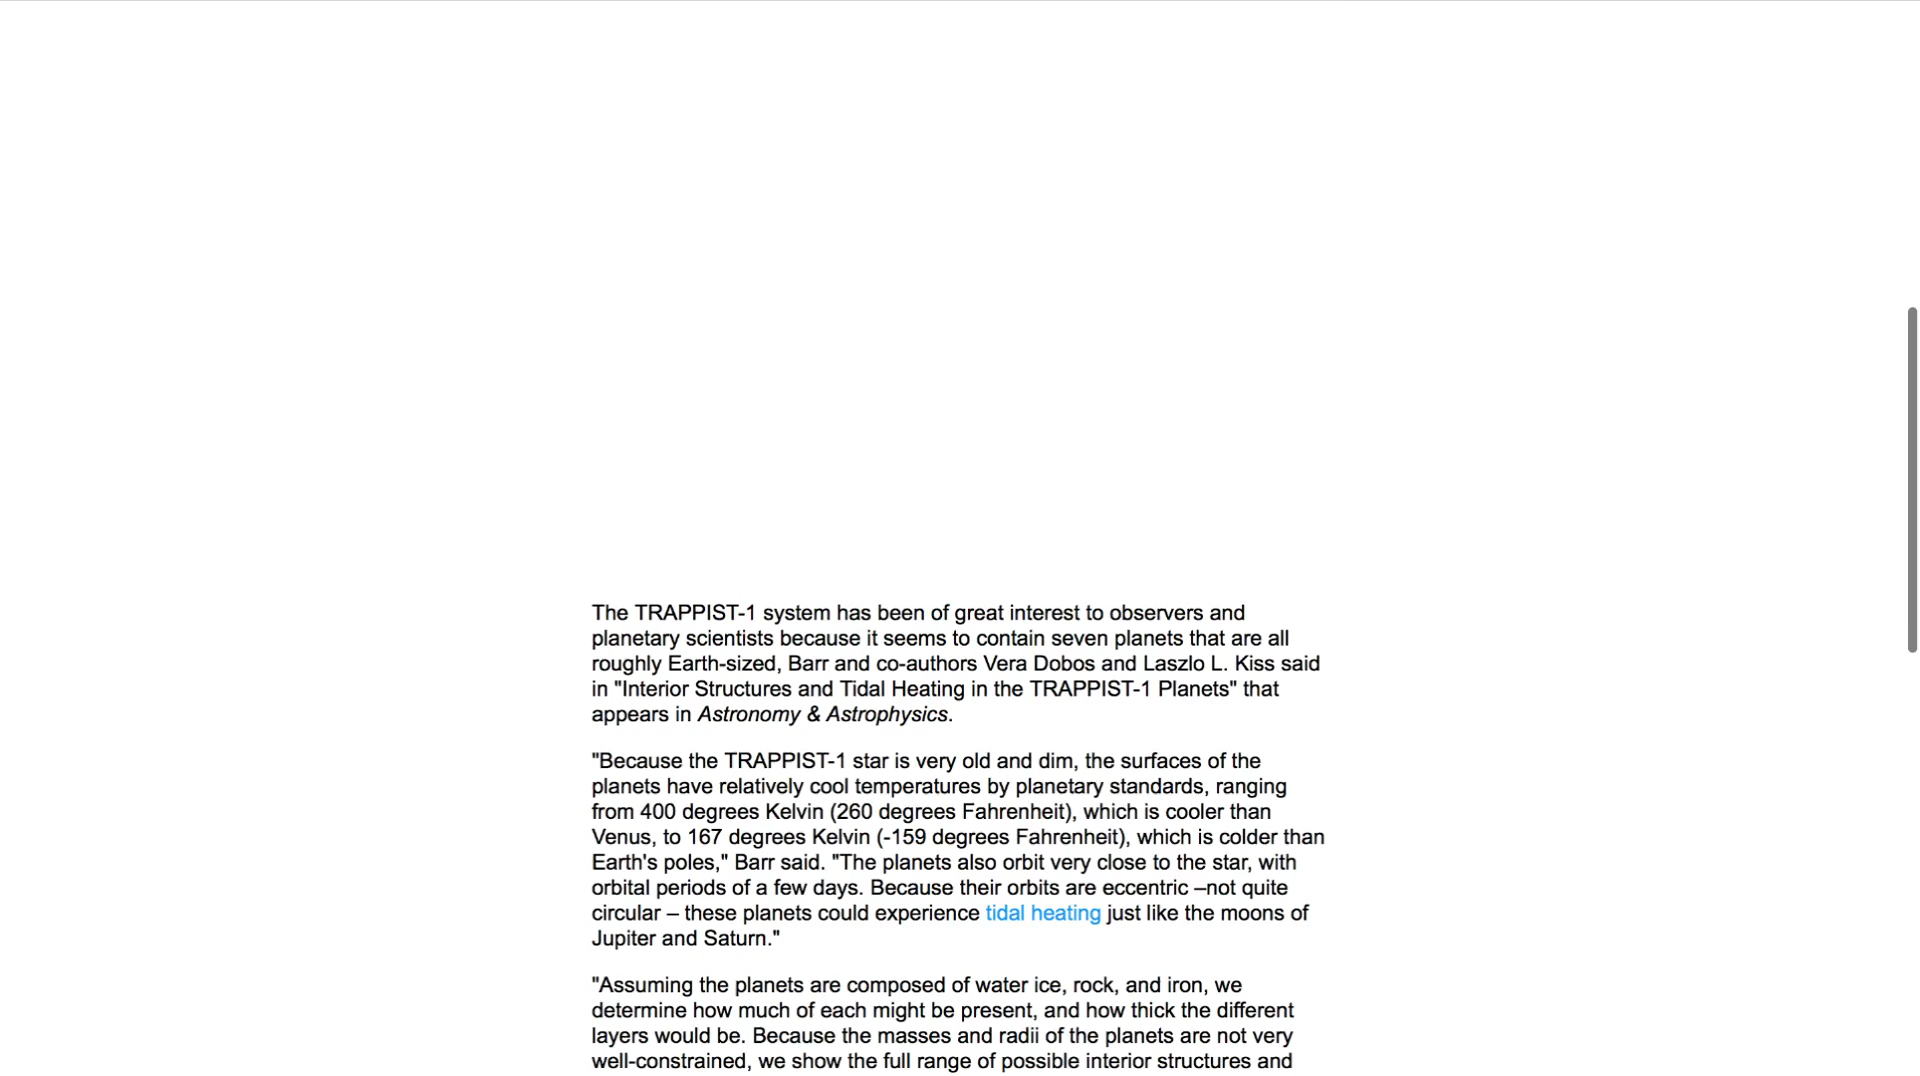 The TRAPPIST-1 system has been of great interest to observers and
planetary scientists because it seems to contain seven planets that are all
roughly Earth-sized, Barr and co-authors Vera Dobos and Laszlo L. Kiss said
in "Interior Structures and Tidal Heating in the TRAPPIST-1 Planets" that
appears in Astronomy & Astrophysics.
"Because the TRAPPIST-1 star is very old and dim, the surfaces of the
planets have relatively cool temperatures by planetary standards, ranging
from 400 degrees Kelvin (260 degrees Fahrenheit), which is cooler than
Venus, to 167 degrees Kelvin (-159 degrees Fahrenheit), which is colder than
Earth's poles," Barr said. "The planets also orbit very close to the star, with
orbital periods of a few days. Because their orbits are eccentric –not quite
circular – these planets could experience tidal heating just like the moons of
Jupiter and Saturn."
"Assuming the planets are composed of water ice, rock, and iron, we
determine how much of each might be present, and how thick the different
layers would be. Because the masses and radii of the planets are not very
well-constrained, we show the full range of possible interior structures and